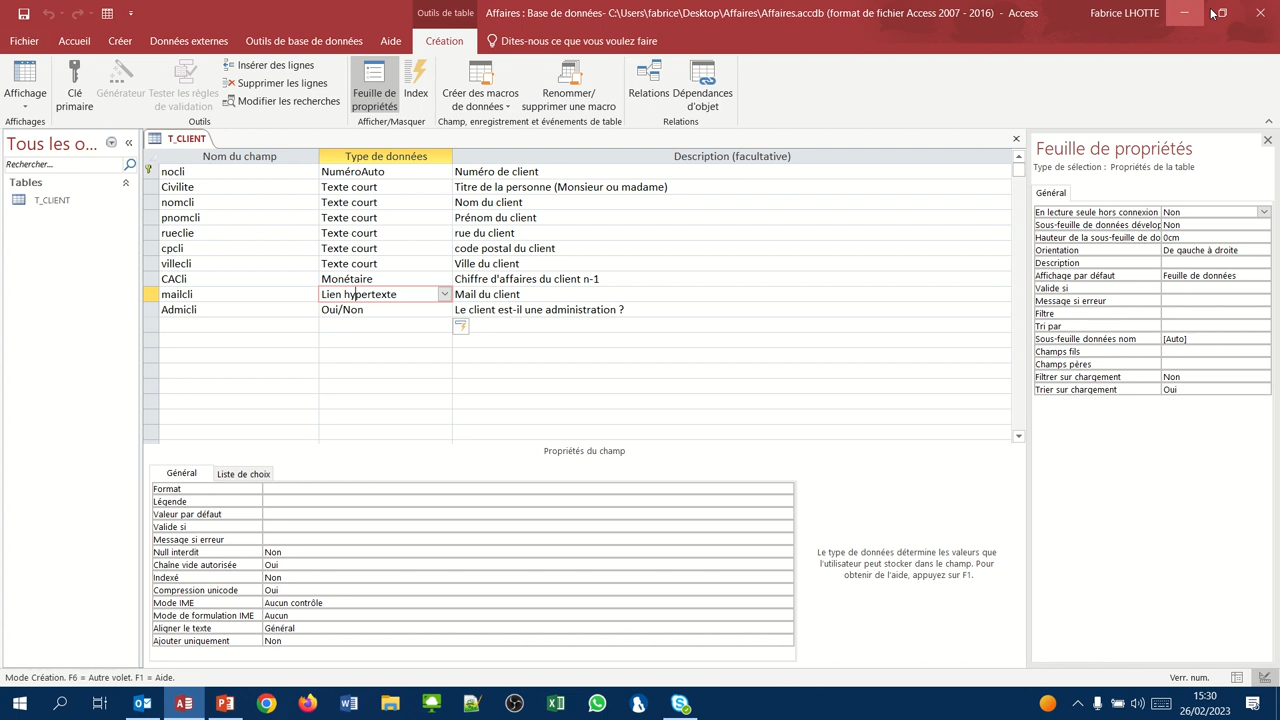 Outils de table
Affaires : Base de données- C:\Users\fabrice\Desktop\Affaires\Affaires.accdb (format de fichier Access 2007 - 2016) - Access
Fabrice LHOTTE
Fichier Accueil Créer Données externes Outils de base de données Aide Création Dites-nous ce que vous voulez faire
Affichage
Clé primaire
Générateur
Tester les règles de validation
Insérer des lignes
Supprimer les lignes
Modifier les recherches
Feuille de propriétés
Index
Créer des macros de données
Renommer/ supprimer une macro
Relations
Dépendances d'objet
Affichages Outils Afficher/Masquer Champ, enregistrement et événements de table Relations
Tous les o...
Rechercher...
Tables
T_CLIENT
T_CLIENT
Nom du champ Type de données Description (facultative)
nocli NuméroAuto Numéro de client
Civilite Texte court Titre de la personne (Monsieur ou madame)
nomcli Texte court Nom du client
pnomcli Texte court Prénom du client
rueclie Texte court rue du client
cpcli Texte court code postal du client
villecli Texte court Ville du client
CACli Monétaire Chiffre d'affaires du client n-1
mailcli Lien hypertexte Mail du client
Admicli Oui/Non Le client est-il une administration ?
Propriétés du champ
Général Liste de choix
Format
Légende
Valeur par défaut
Valide si
Message si erreur
Null interdit Non
Chaîne vide autorisée Oui
Indexé Non
Compression unicode Oui
Mode IME Aucun contrôle
Mode de formulation IME Aucun
Aligner le texte Général
Ajouter uniquement Non
Le type de données détermine les valeurs que
l'utilisateur peut stocker dans le champ. Pour
obtenir de l'aide, appuyez sur F1.
Feuille de propriétés
Type de sélection : Propriétés de la table
Général
En lecture seule hors connexion Non
Sous-feuille de données dévelop Non
Hauteur de la sous-feuille de do 0cm
Orientation De gauche à droite
Description
Affichage par défaut Feuille de données
Valide si
Message si erreur
Filtre
Tri par
Sous-feuille données nom [Auto]
Champs fils
Champs pères
Filtrer sur chargement Non
Trier sur chargement Oui
Mode Création. F6 = Autre volet. F1 = Aide.
Verr. num.
15:30
26/02/2023